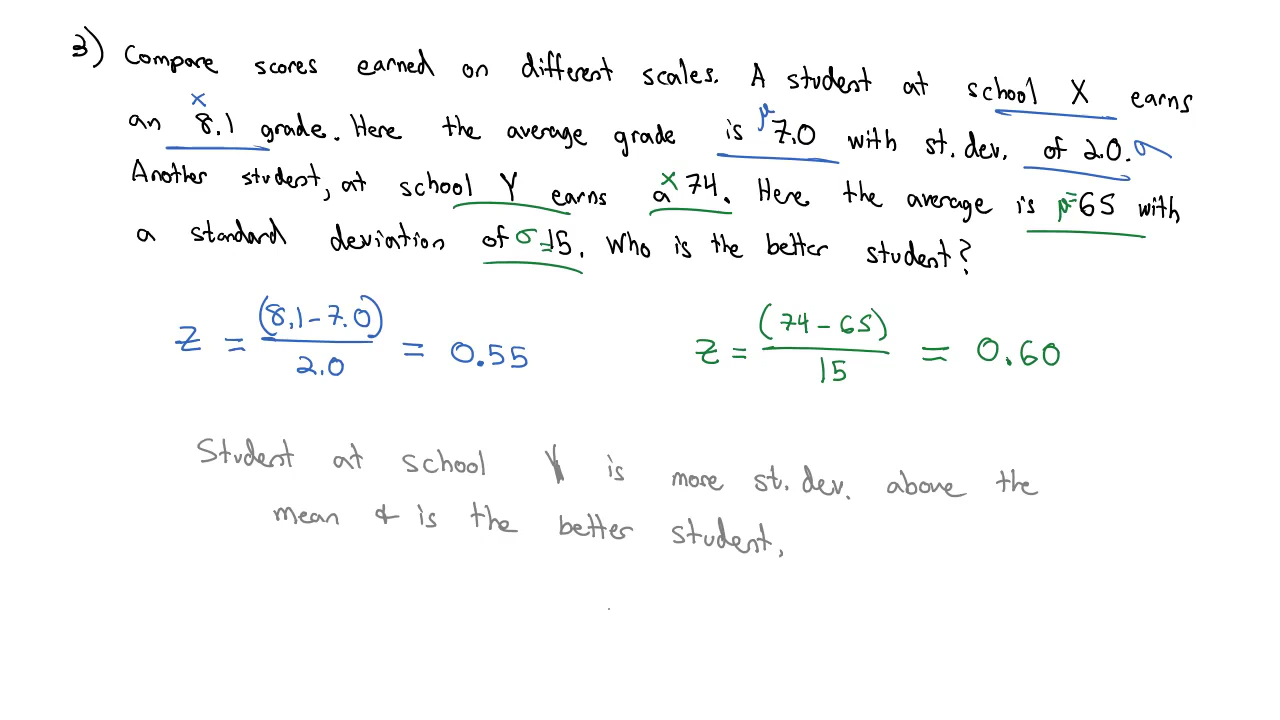 3) Compare scores earned on different scales. A student at school X earns
x
an 8.1 grade. Here the average grade is μ 7.0 with st. dev. of 2.0. σ
Another student, at school Y earns a x 74. Here the average is μ= 65 with
a standard deviation of σ=15. Who is the better student?
Z = (8.1-7.0) / 2.0 = 0.55
Z = (74-65) / 15 = 0.60
Student at school Y is more st. dev. above the
mean & is the better student.